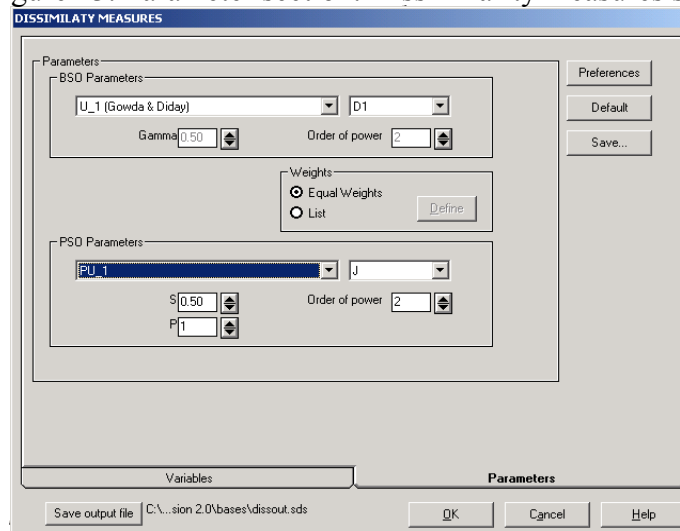 DISSIMILATY MEASURES
Parameters
BSO Parameters
U_1 (Gowda & Diday) D1
Gamma 0.50 Order of power 2
Weights
Equal Weights
List
Define
PSO Parameters
PU_1 J
S 0.50 Order of power 2
P 1
Preferences
Default
Save...
Variables Parameters
Save output file C:\...sion 2.0\bases\dissout.sds OK Cancel Help